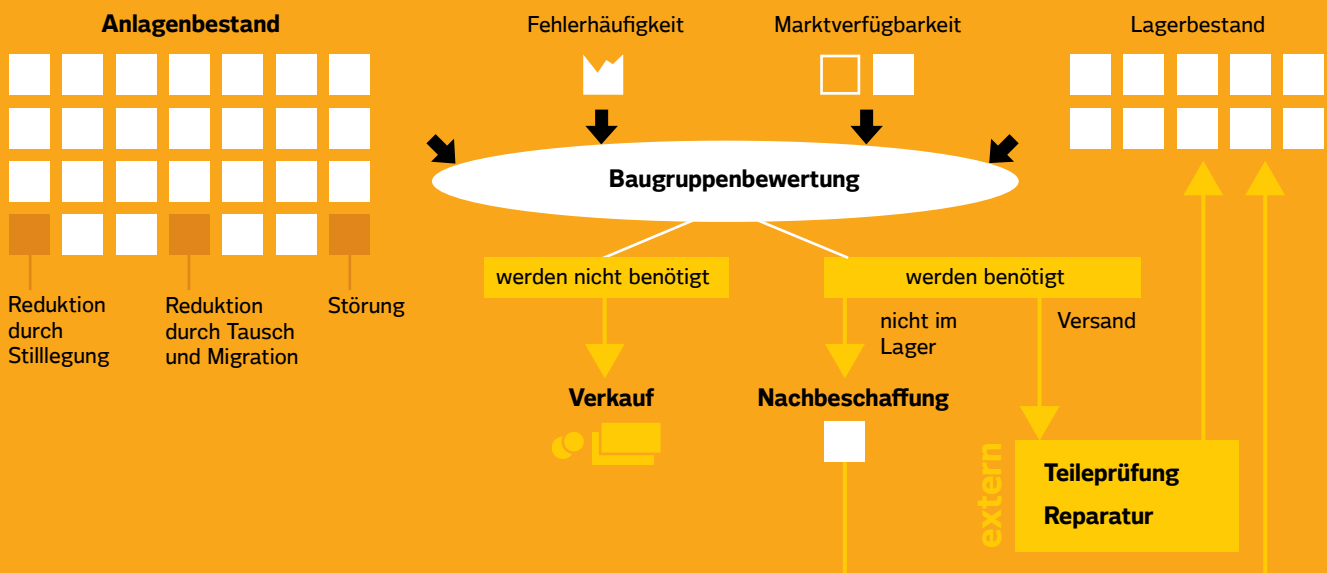 Anlagenbestand
Fehlerhäufigkeit
Marktverfügbarkeit
Lagerbestand
Baugruppenbewertung
werden nicht benötigt
werden benötigt
Reduktion
durch
Stilllegung
Reduktion
durch Tausch
und Migration
Störung
nicht im
Lager
Versand
Verkauf
Nachbeschaffung
extern
Teileprüfung
Reparatur